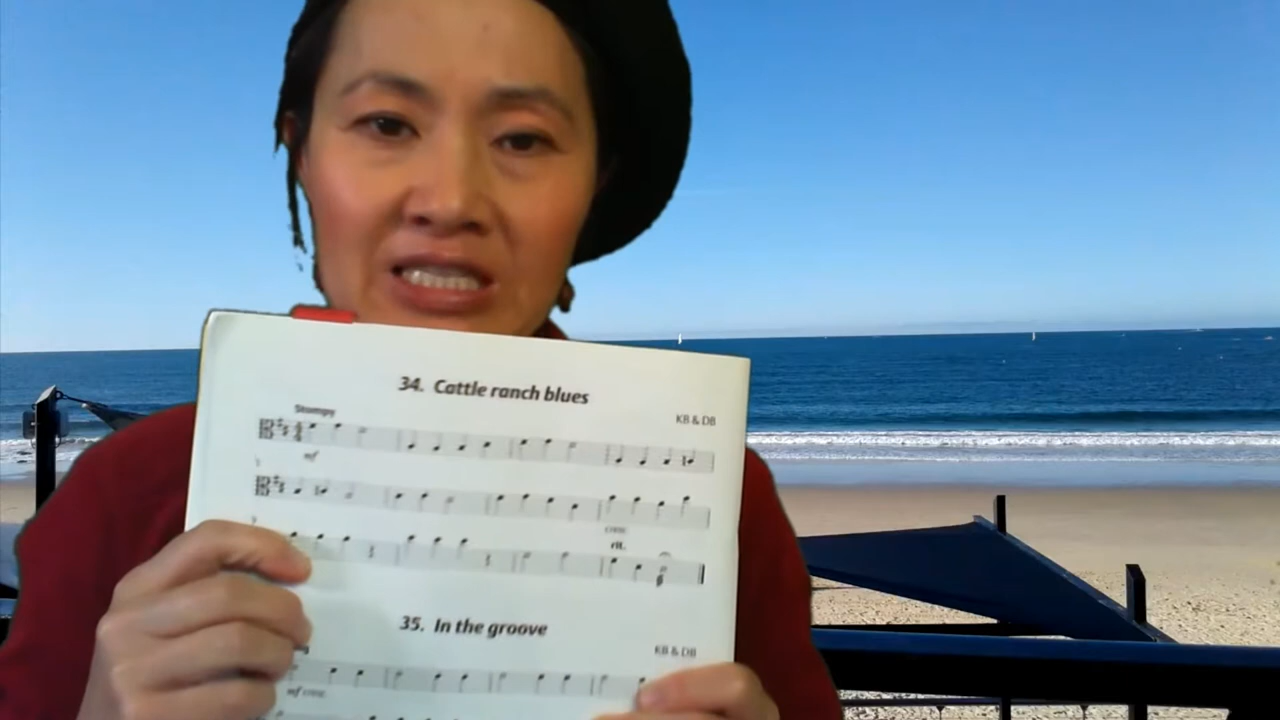 34. Cattle ranch blues
Stompy
KB & DB
mf
cresc.
rit.
35. In the groove
KB & DB
mf cresc.